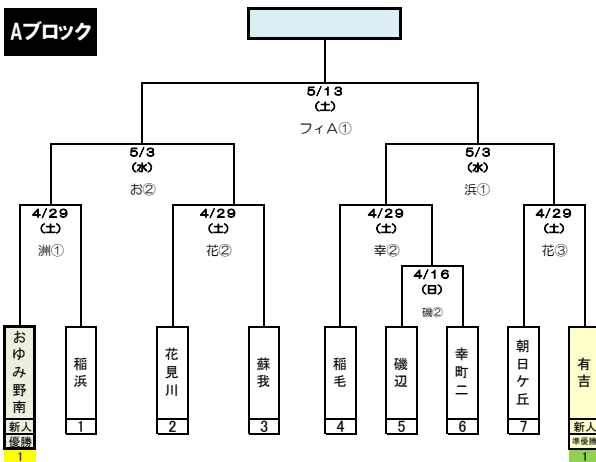 Aブロック
5/13
(土)
フィA①
5/3
(水)
お②
5/3
(水)
浜①
4/29
(土)
洲①
4/29
(土)
花②
4/29
(土)
幸②
4/29
(土)
花③
4/16
(日)
磯②
おゆみ野南
稲浜
花見川
蘇我
稲毛
磯辺
幸町二
朝日ケ丘
有吉
新人
1
2
3
4
5
6
7
新人
優勝
準優勝
1
1